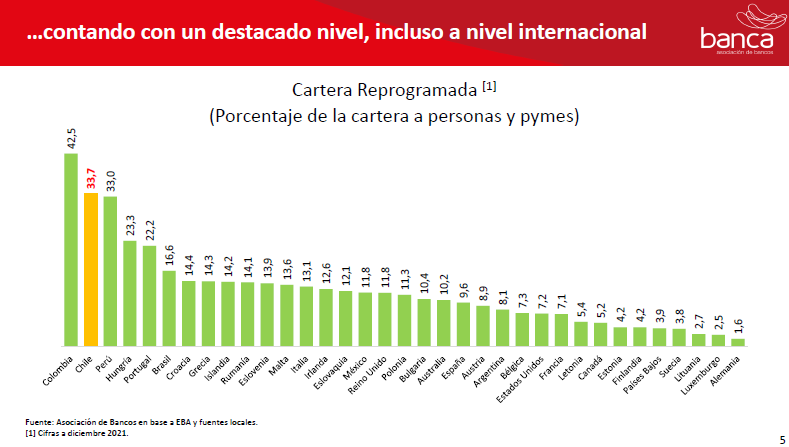 ...contando con un destacado nivel, incluso a nivel internacional
banca
asociación de bancos
Cartera Reprogramada [1]
(Porcentaje de la cartera a personas y pymes)
42,5
33,7
33,0
23,3
22,2
16,6
14,4
14,3
14,2
14,1
13,9
13,6
13,1
12,6
12,1
11,8
11,8
11,3
10,4
10,2
9,6
8,9
8,1
7,3
7,2
7,1
5,4
5,2
4,2
4,2
3,9
3,8
2,7
2,5
1,6
Colombia
Chile
Perú
Hungría
Portugal
Brasil
Croacia
Grecia
Islandia
Rumania
Eslovenia
Malta
Italia
Irlanda
Eslovaquia
México
Reino Unido
Polonia
Bulgaria
Australia
España
Austria
Argentina
Bélgica
Estados Unidos
Francia
Letonia
Canadá
Estonia
Finlandia
Países Bajos
Suecia
Lituania
Luxemburgo
Alemania
Fuente: Asociación de Bancos en base a EBA y fuentes locales.
[1] Cifras a diciembre 2021.
5